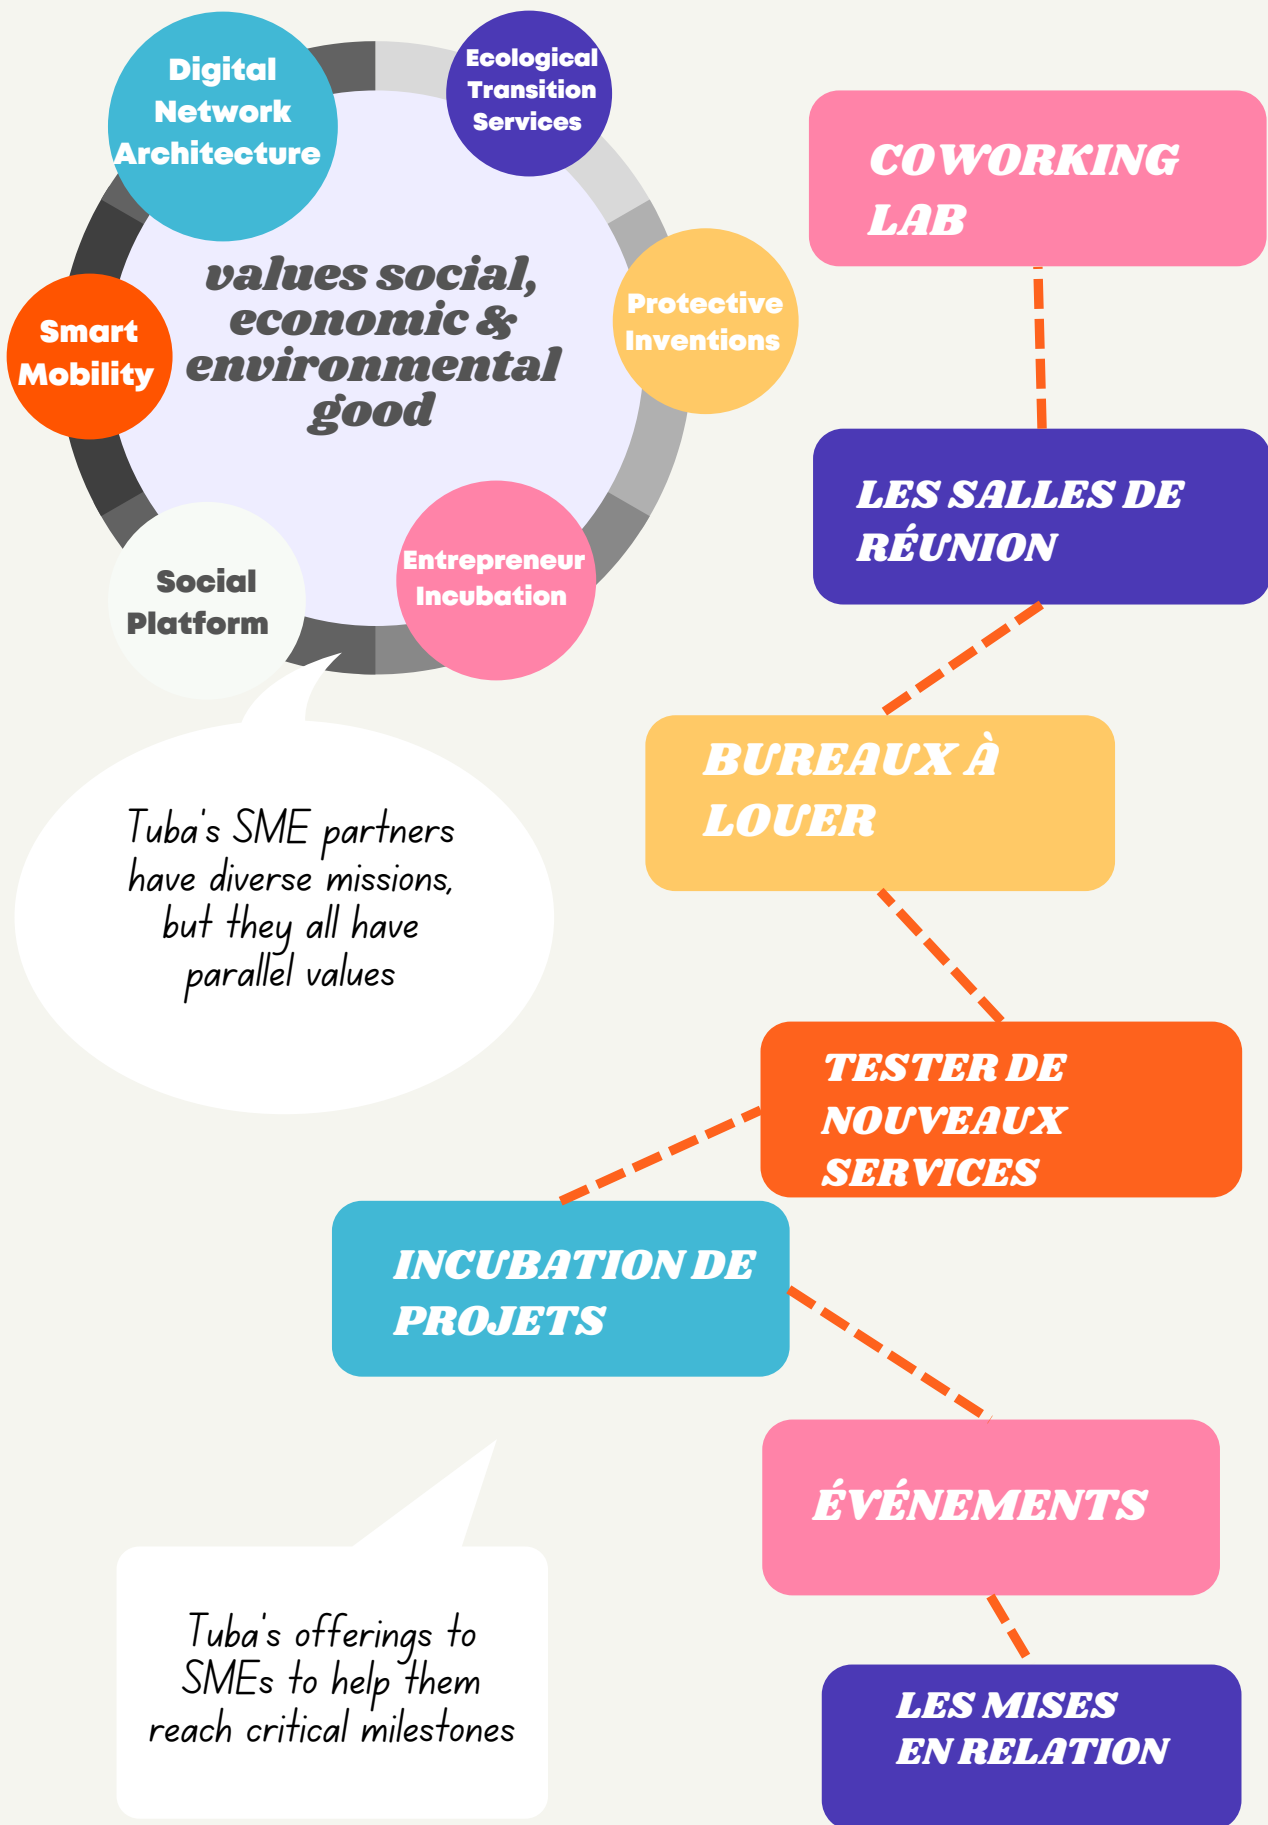 Digital
Network
Architecture
Ecological
Transition
Services
Smart
Mobility
values social,
economic &
environmental
good
Protective
Inventions
Social
Platform
Entrepreneur
Incubation
Tuba's SME partners
have diverse missions,
but they all have
parallel values
COWORKING
LAB
LES SALLES DE
RÉUNION
BUREAUX À
LOUER
TESTER DE
NOUVEAUX
SERVICES
INCUBATION DE
PROJETS
ÉVÉNEMENTS
LES MISES
EN RELATION
Tuba's offerings to
SMEs to help them
reach critical milestones